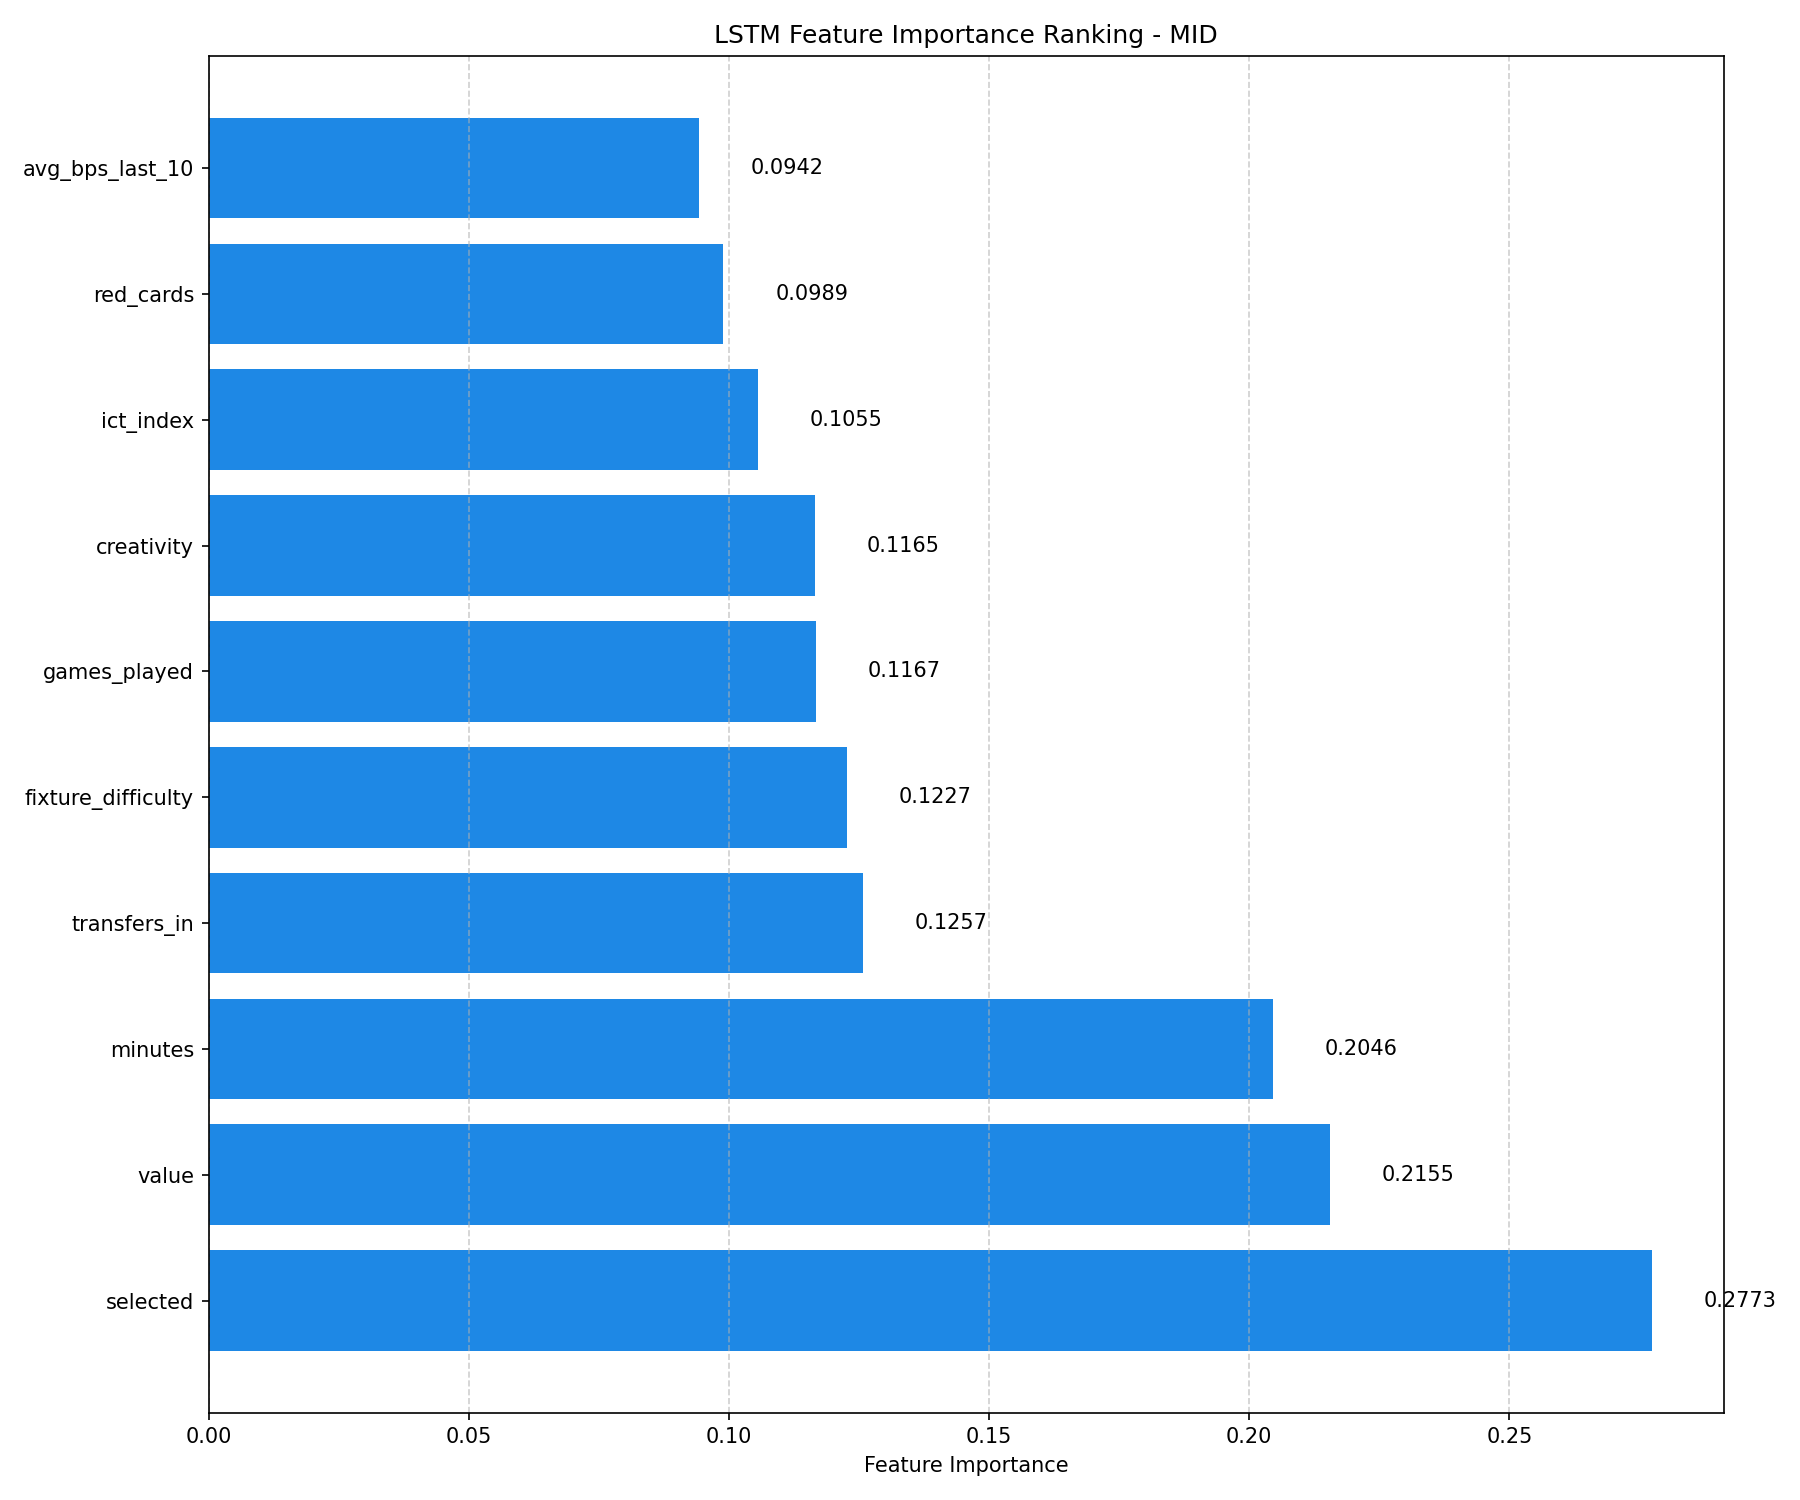 LSTM Feature Importance Ranking - MID
avg_bps_last_10 0.0942
red_cards 0.0989
ict_index 0.1055
creativity 0.1165
games_played 0.1167
fixture_difficulty 0.1227
transfers_in 0.1257
minutes 0.2046
value 0.2155
selected 0.2773
0.00 0.05 0.10 0.15 0.20 0.25
Feature Importance